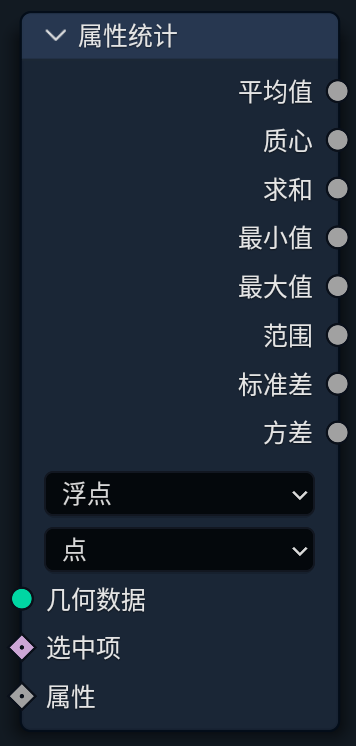 属性统计
平均值
质心
求和
最小值
最大值
范围
标准差
方差
浮点
点
几何数据
选中项
属性